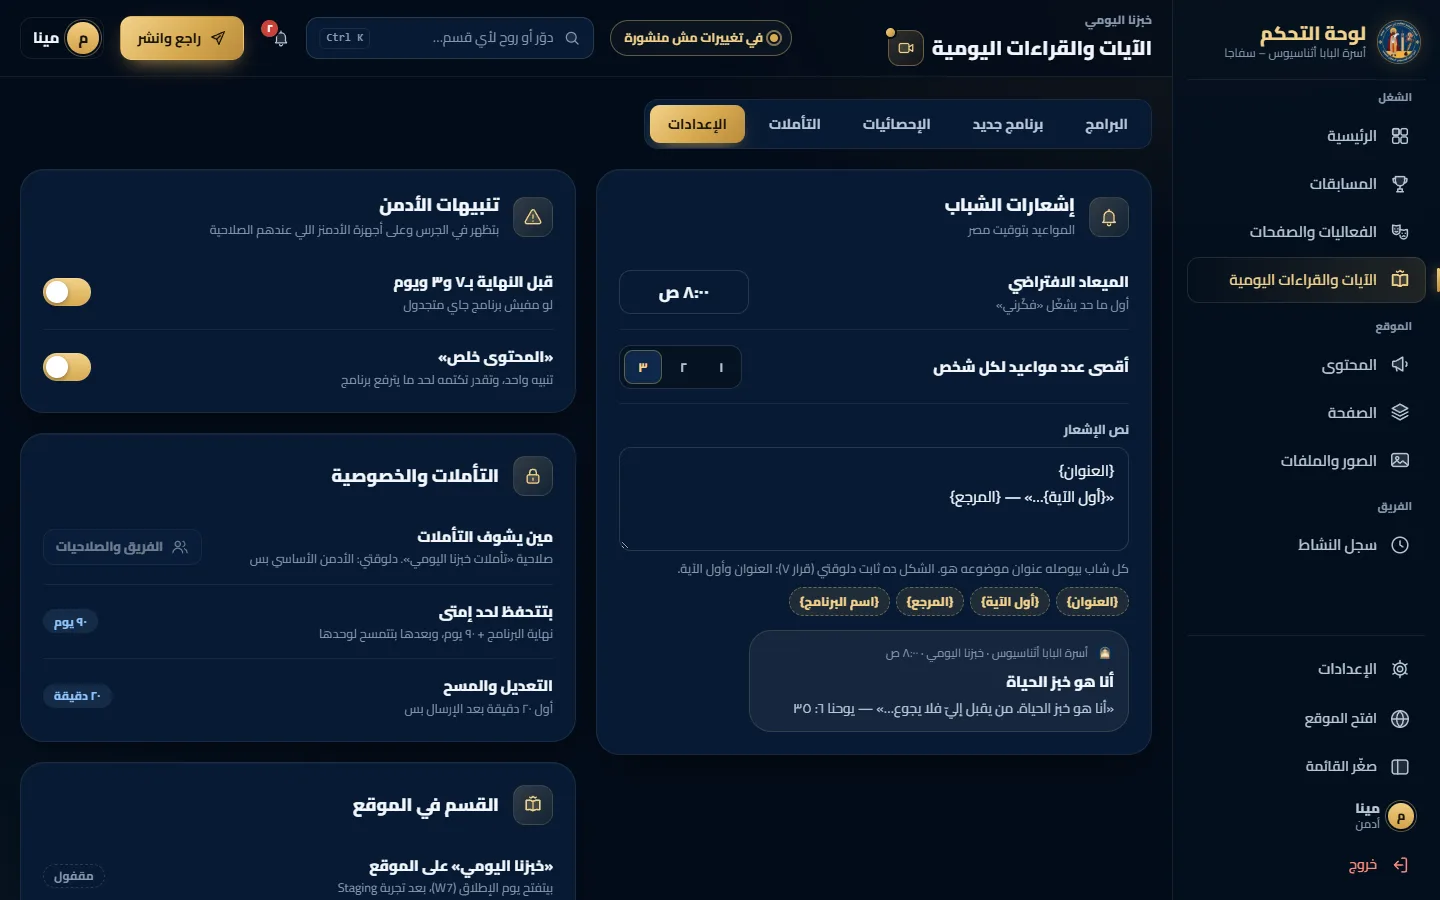 لوحة التحكم
أسرة البابا أثناسيوس – سفاجا
الشغل
الرئيسية
المسابقات
الفعاليات والصفحات
الآيات والقراءات اليومية
الموقع
المحتوى
الصفحة
الصور والملفات
الفريق
سجل النشاط
الإعدادات
افتح الموقع
صغّر القائمة
م
مينا
أدمن
خروج
خبزنا اليومي
الآيات والقراءات اليومية
في تغييرات مش منشورة
دوّر أو روح لأي قسم...
Ctrl K
٢
راجع وانشر
م مينا
البرامج
برنامج جديد
الإحصائيات
التأملات
الإعدادات
إشعارات الشباب
المواعيد بتوقيت مصر
الميعاد الافتراضي
أول ما حد يشغّل «فكّرني»
٨:٠٠ ص
أقصى عدد مواعيد لكل شخص
١ ٢ ٣
نص الإشعار
{العنوان}
«{أول الآية}...» — {المرجع}
كل شاب بيوصله عنوان موضوعه هو. الشكل ده ثابت دلوقتي (قرار ٧): العنوان وأول الآية.
{العنوان} {أول الآية} {المرجع} {اسم البرنامج}
أسرة البابا أثناسيوس · خبزنا اليومي · ٨:٠٠ ص
أنا هو خبز الحياة
«أنا هو خبز الحياة. من يقبل إليّ فلا يجوع...» — يوحنا ٦: ٣٥
تنبيهات الأدمن
بتظهر في الجرس وعلى أجهزة الأدمنز اللي عندهم الصلاحية
قبل النهاية بـ٧ و٣ ويوم
لو مفيش برنامج جاي متجدول
«المحتوى خلص»
تنبيه واحد، وتقدر تكتمه لحد ما يترفع برنامج
التأملات والخصوصية
مين يشوف التأملات
صلاحية «تأملات خبزنا اليومي». دلوقتي: الأدمن الأساسي بس
الفريق والصلاحيات
بتتحفظ لحد إمتى
نهاية البرنامج + ٩٠ يوم، وبعدها بتتمسح لوحدها
٩٠ يوم
التعديل والمسح
أول ٢٠ دقيقة بعد الإرسال بس
٢٠ دقيقة
القسم في الموقع
«خبزنا اليومي» على الموقع
بيتفتح يوم الإطلاق (W7)، بعد تجربة Staging
مقفول